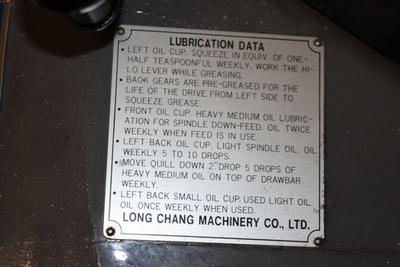 LUBRICATION DATA
• LEFT OIL CUP. SQUEEZE IN EQUIV. OF ONE-
HALF TEASPOONFUL WEEKLY. WORK THE HI-
LO LEVER WHILE GREASING.
• BACK GEARS ARE PRE-GREASED FOR THE
LIFE OF THE DRIVE. FROM LEFT SIDE TO
SQUEEZE GREASE.
• FRONT OIL CUP. HEAVY MEDIUM OIL LUBRIC-
ATION FOR SPINDLE DOWN-FEED. OIL TWICE
WEEKLY WHEN FEED IS IN USE.
• LEFT BACK OIL CUP. LIGHT SPINDLE OIL. OIL
WEEKLY 5 TO 10 DROPS.
• MOVE QUILL DOWN 2" DROP 5 DROPS OF
HEAVY MEDIUM OIL ON TOP OF DRAWBAR
WEEKLY.
• LEFT BACK SMALL OIL CUP. USED LIGHT OIL.
OIL ONCE WEEKLY WHEN USED.
LONG CHANG MACHINERY CO., LTD.